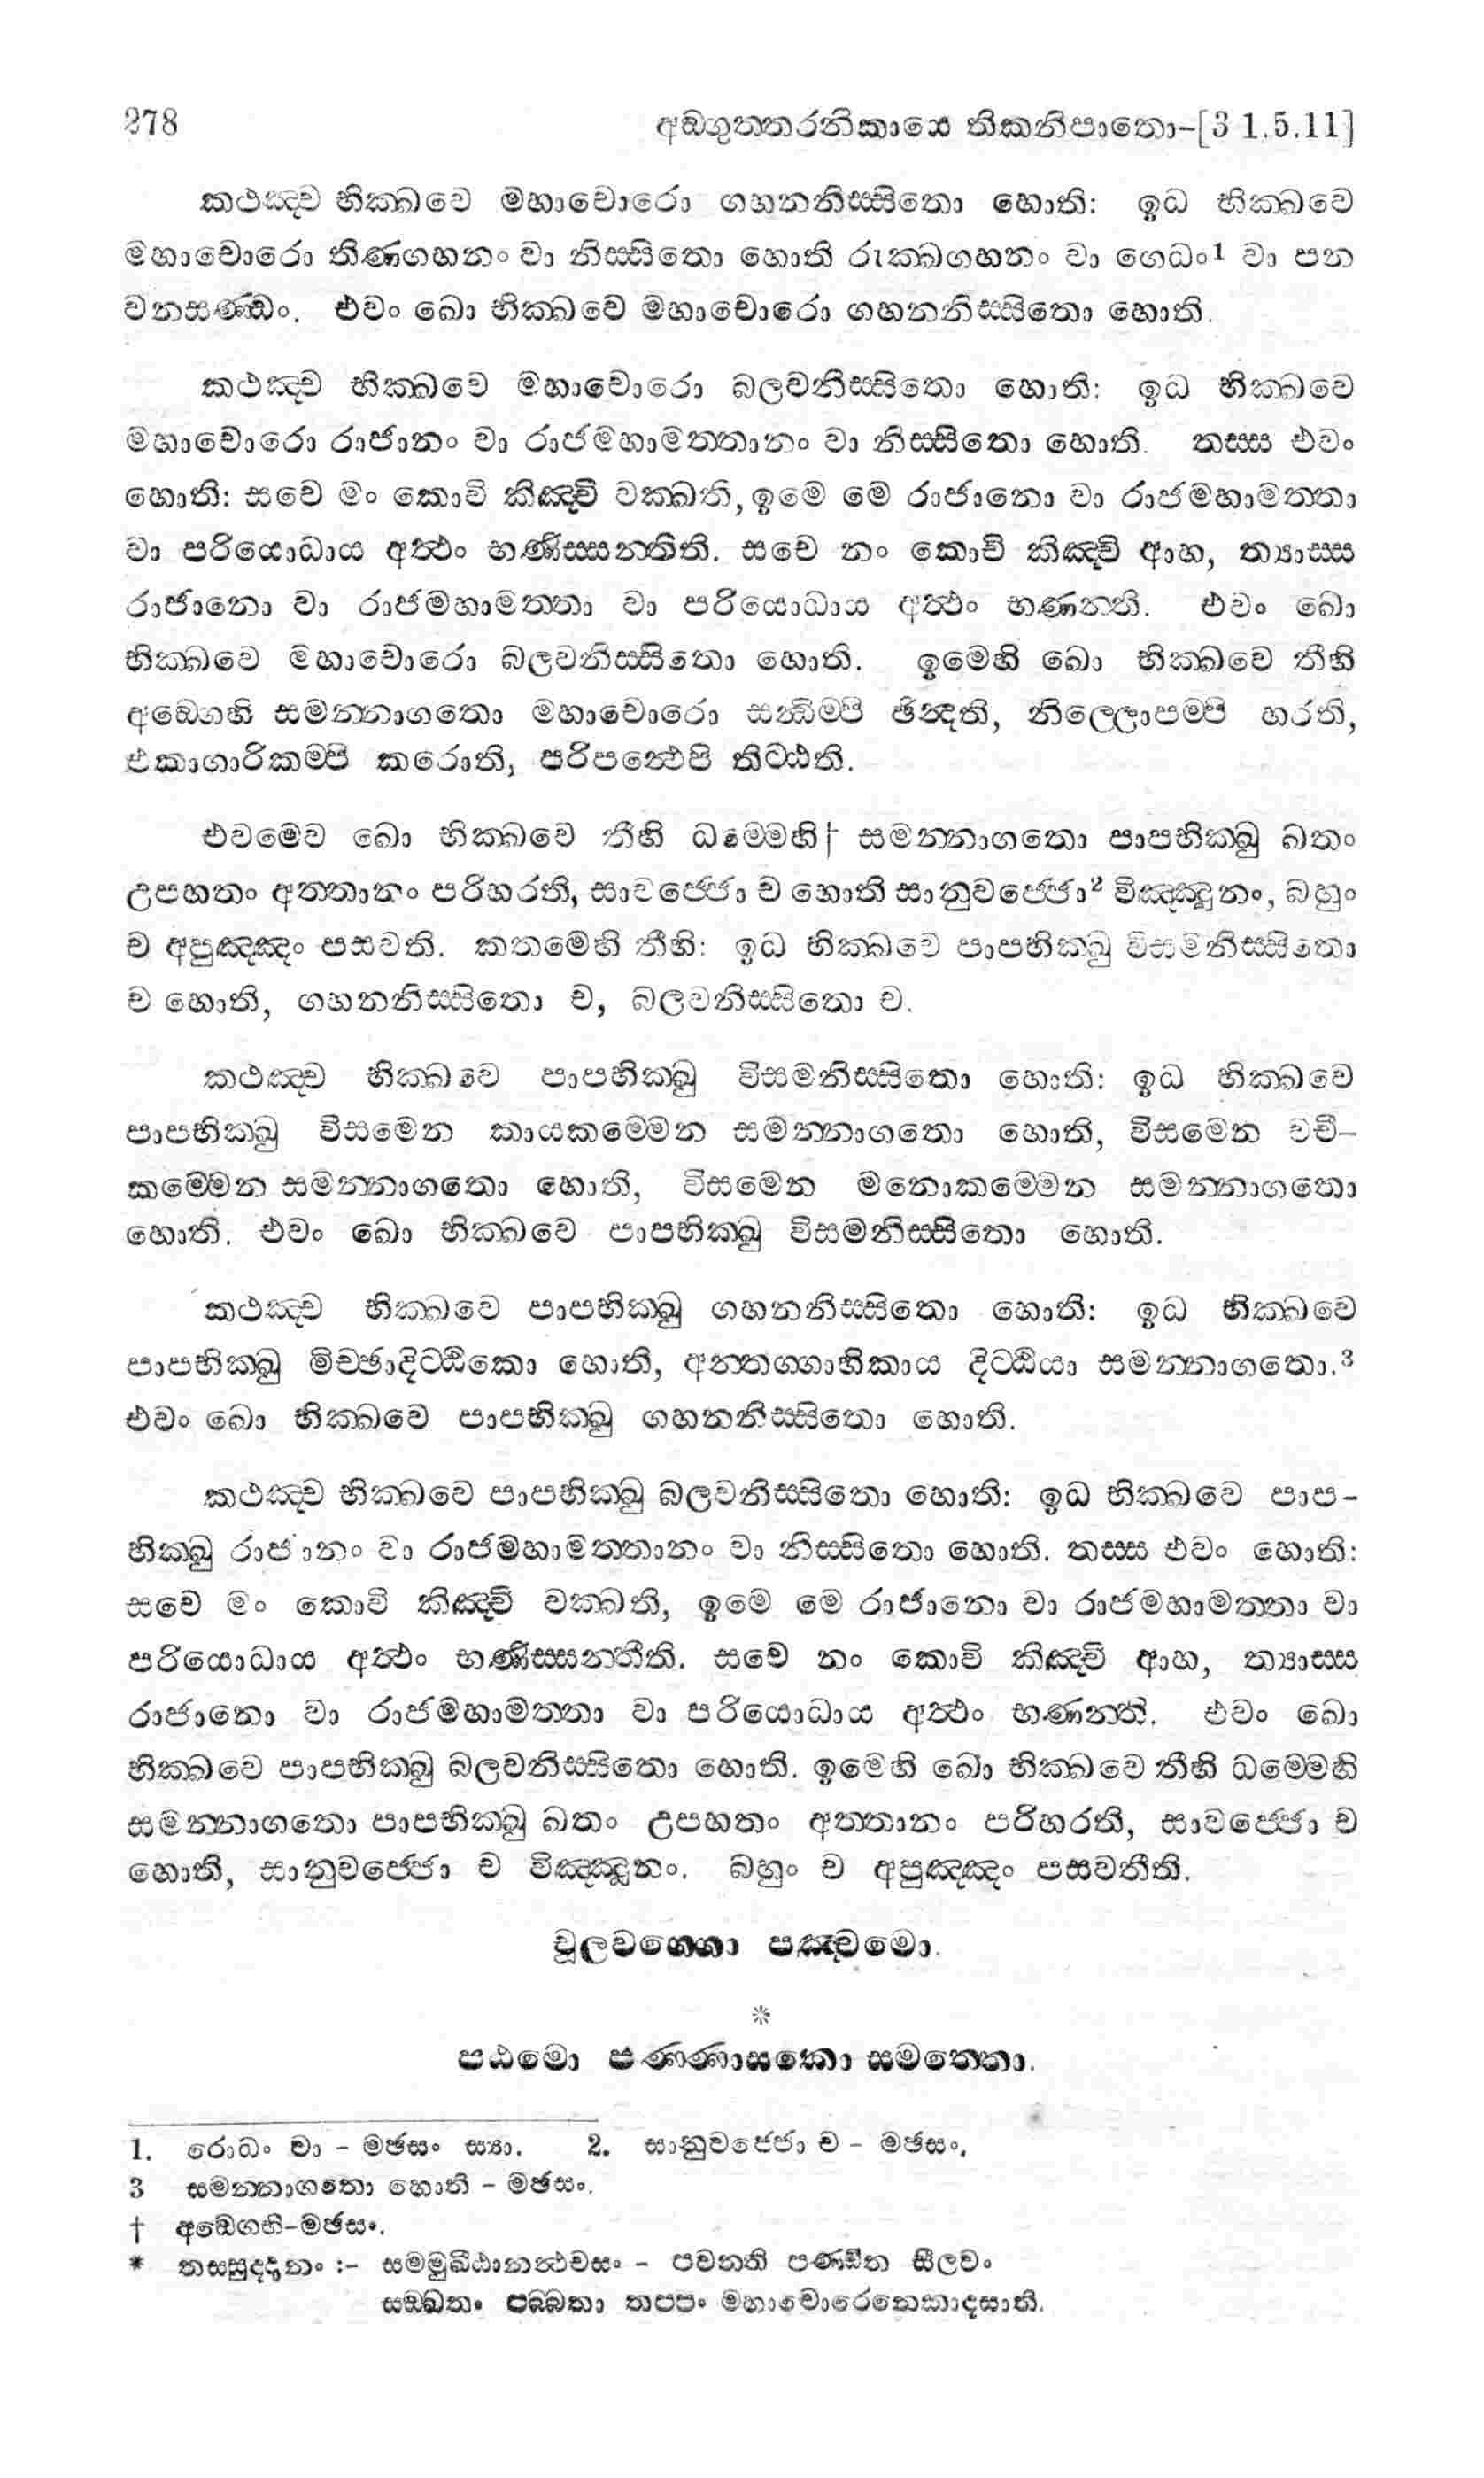 278 අඞ්ගුත්තරනිකායෙ තිකනිපාතො-[3 1.5.11]
කථඤ්ච භික්ඛවෙ මහාචොරො ගහනනිස්සිතො හොති: ඉධ භික්ඛවෙ
මහාචොරො තිණගහනං වා නිස්සිතො හොති රුක්ඛගහනං වා ගෙධං1 වා පන
වනසණ්ඩං. එවං ඛො භික්ඛවෙ මහාචොරො ගහනනිස්සිතො හොති.
කථඤ්ච භික්ඛවෙ මහාචොරො බලවනිස්සිතො හොති: ඉධ භික්ඛවෙ
මහාචොරො රාජානං වා රාජමහාමත්තානං වා නිස්සිතො හොති. තස්ස එවං
හොති: සචෙ මං කොචි කිඤ්චි වක්ඛති, ඉමෙ මෙ රාජානො වා රාජමහාමත්තා
වා පරියොධාය අත්ථං භණිස්සන්තීති. සචෙ නං කොචි කිඤ්චි ආහ, ත්‍යාස්ස
රාජානො වා රාජමහාමත්තා වා පරියොධාය අත්ථං භණන්ති. එවං ඛො
භික්ඛවෙ මහාචොරො බලවනිස්සිතො හොති. ඉමෙහි ඛො භික්ඛවෙ තීහි
අඞ්ගෙහි සමන්නාගතො මහාචොරො සන්ධිම්පි ඡින්දති, නිල්ලොපම්පි හරති,
එකාගාරිකම්පි කරොති, පරිපන්ථෙපි තිට්ඨති.
එවමෙව ඛො භික්ඛවෙ තීහි ධම්මෙහි† සමන්නාගතො පාපභික්ඛු ඛතං
උපහතං අත්තානං පරිහරති, සාවජ්ජො ච හොති සානුවජ්ජො2 විඤ්ඤූනං, බහුං
ච අපුඤ්ඤං පසවති. කතමෙහි තීහි: ඉධ භික්ඛවෙ පාපභික්ඛු විසමනිස්සිතො
ච හොති, ගහනනිස්සිතො ච, බලවනිස්සිතො ච.
කථඤ්ච භික්ඛවෙ පාපභික්ඛු විසමනිස්සිතො හොති: ඉධ භික්ඛවෙ
පාපභික්ඛු විසමෙන කායකම්මෙන සමන්නාගතො හොති, විසමෙන වචී-
කම්මෙන සමන්නාගතො හොති, විසමෙන මනොකම්මෙන සමන්නාගතො
හොති. එවං ඛො භික්ඛවෙ පාපභික්ඛු විසමනිස්සිතො හොති.
කථඤ්ච භික්ඛවෙ පාපභික්ඛු ගහනනිස්සිතො හොති: ඉධ භික්ඛවෙ
පාපභික්ඛු මිච්ඡාදිට්ඨිකො හොති, අන්තග්ගාහිකාය දිට්ඨියා සමන්නාගතො.3
එවං ඛො භික්ඛවෙ පාපභික්ඛු ගහනනිස්සිතො හොති.
කථඤ්ච භික්ඛවෙ පාපභික්ඛු බලවනිස්සිතො හොති: ඉධ භික්ඛවෙ පාප-
භික්ඛු රාජානං වා රාජමහාමත්තානං වා නිස්සිතො හොති. තස්ස එවං හොති:
සචෙ මං කොචි කිඤ්චි වක්ඛති, ඉමෙ මෙ රාජානො වා රාජමහාමත්තා වා
පරියොධාය අත්ථං භණිස්සන්තීති. සචෙ නං කොචි කිඤ්චි ආහ, ත්‍යාස්ස
රාජානො වා රාජමහාමත්තා වා පරියොධාය අත්ථං භණන්ති. එවං ඛො
භික්ඛවෙ පාපභික්ඛු බලවනිස්සිතො හොති. ඉමෙහි ඛො භික්ඛවෙ තීහි ධම්මෙහි
සමන්නාගතො පාපභික්ඛු ඛතං උපහතං අත්තානං පරිහරති, සාවජ්ජො ච
හොති, සානුවජ්ජො ච විඤ්ඤූනං. බහුං ච අපුඤ්ඤං පසවතීති.
චූලවග්ගො පඤ්චමො.
*
පඨමො පණ්ණාසකො සමත්තො.
1. රොධං වා - මඡසං ස්‍යා. 2. සානුවජ්ජො ච - මඡසං.
3 සමන්නාගතො හොති - මඡසං.
† අඞ්ගෙහි-මඡසං.
* තස්සුද්දානං :- සම්මුඛීඨානත්ථවසං - පවත්ති පණ්ඩිත සීලවං
සඞ්ඛතං පබ්බතා තප්පං මහාචොරෙනෙකාදසාති.